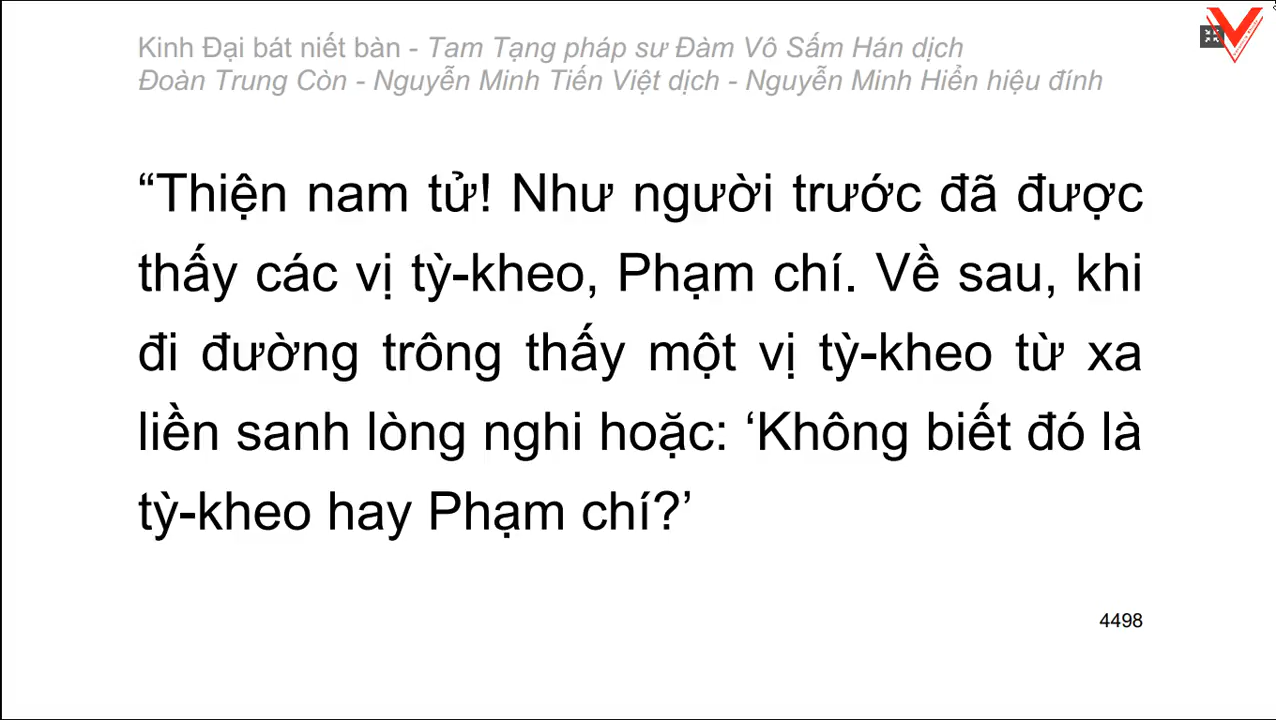 Kinh Đại bát niết bàn - Tam Tạng pháp sư Đàm Vô Sấm Hán dịch
Đoàn Trung Còn - Nguyễn Minh Tiến Việt dịch - Nguyễn Minh Hiển hiệu đính
“Thiện nam tử! Như người trước đã được
thấy các vị tỳ-kheo, Phạm chí. Về sau, khi
đi đường trông thấy một vị tỳ-kheo từ xa
liền sanh lòng nghi hoặc: ‘Không biết đó là
tỳ-kheo hay Phạm chí?’
4498